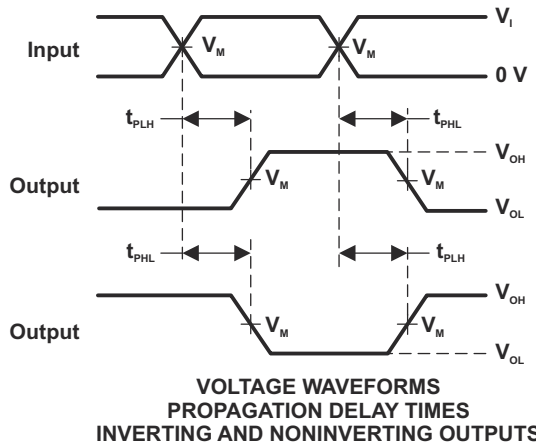 V_I
Input
V_M
V_M
0 V
t_PLH
t_PHL
V_OH
Output
V_M
V_M
V_OL
t_PHL
t_PLH
V_OH
Output
V_M
V_M
V_OL
VOLTAGE WAVEFORMS
PROPAGATION DELAY TIMES
INVERTING AND NONINVERTING OUTPUTS